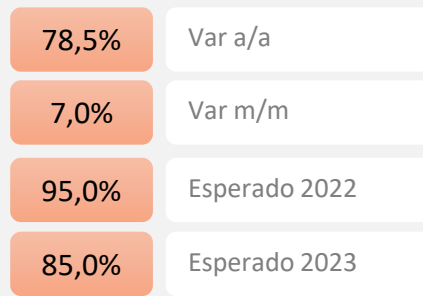 78,5% Var a/a
7,0% Var m/m
95,0% Esperado 2022
85,0% Esperado 2023